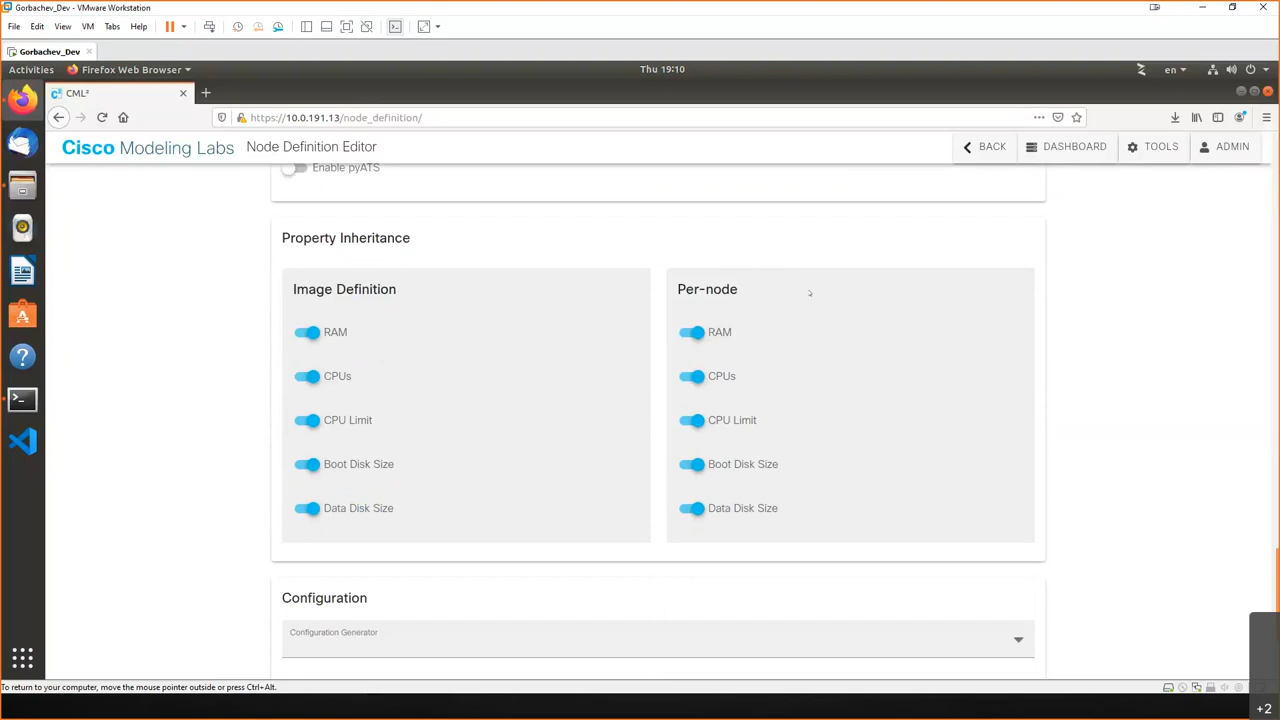 Gorbachev_Dev - VMware Workstation
File Edit View VM Tabs Help
Gorbachev_Dev
Activities Firefox Web Browser Thu 19:10 en
CML²
https://10.0.191.13/node_definition/
Cisco Modeling Labs Node Definition Editor BACK DASHBOARD TOOLS ADMIN
Enable pyATS
Property Inheritance
Image Definition
RAM
CPUs
CPU Limit
Boot Disk Size
Data Disk Size
Per-node
RAM
CPUs
CPU Limit
Boot Disk Size
Data Disk Size
Configuration
Configuration Generator
To return to your computer, move the mouse pointer outside or press Ctrl+Alt.
+2